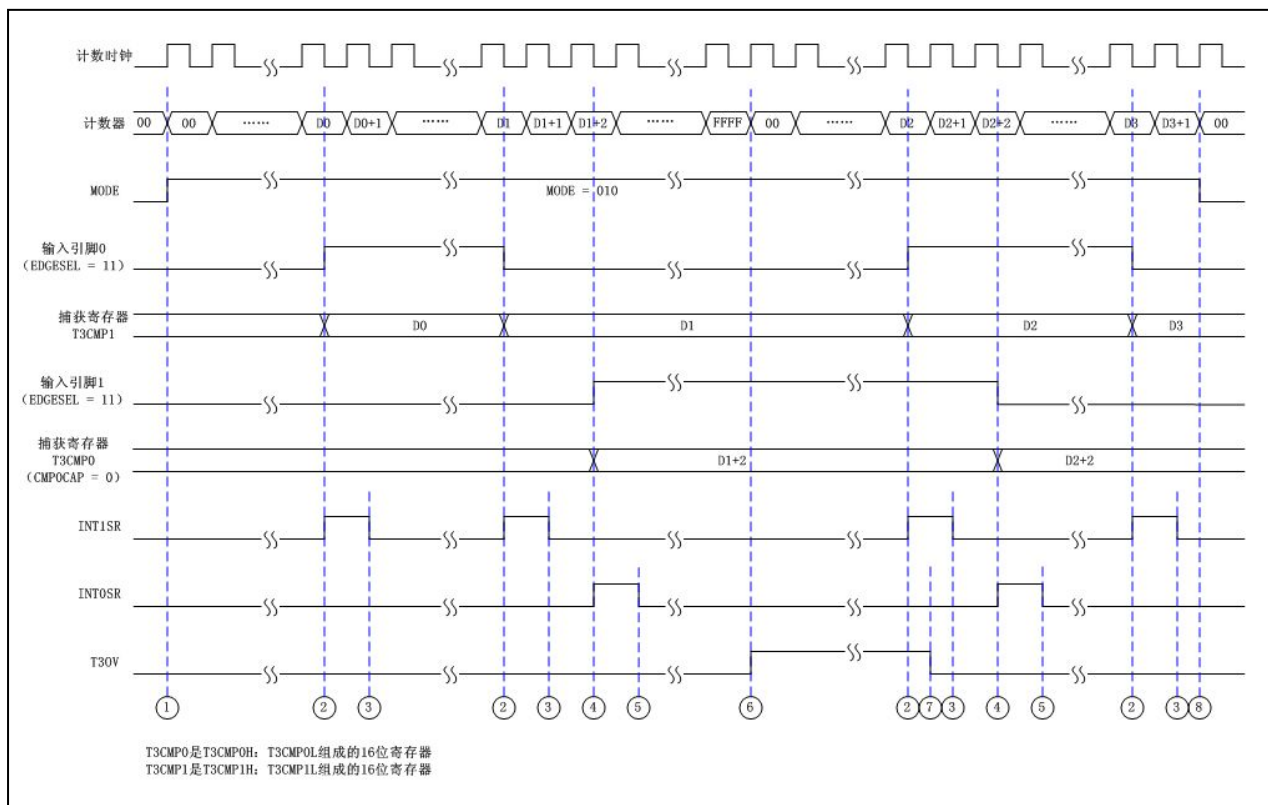 计数时钟
计数器
00 00 …… D0 D0+1 …… D1 D1+1 D1+2 …… FFFF 00 …… D2 D2+1 D2+2 …… D3 D3+1 00
MODE
MODE = 010
输入引脚0
(EDGESEL = 11)
捕获寄存器
T3CMP1
D0 D1 D2 D3
输入引脚1
(EDGESEL = 11)
捕获寄存器
T3CMP0
(CMP0CAP = 0)
D1+2 D2+2
INT1SR
INT0SR
T3OV
① ② ③ ② ③ ④ ⑤ ⑥ ② ⑦ ③ ④ ⑤ ② ③ ⑧
T3CMP0是T3CMP0H：T3CMP0L组成的16位寄存器
T3CMP1是T3CMP1H：T3CMP1L组成的16位寄存器